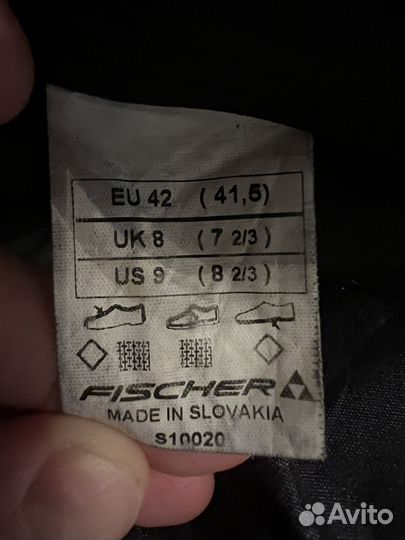 EU 42 (41,5)
UK 8 (7 2/3)
US 9 (8 2/3)
FISCHER
MADE IN SLOVAKIA
S10020
Avito